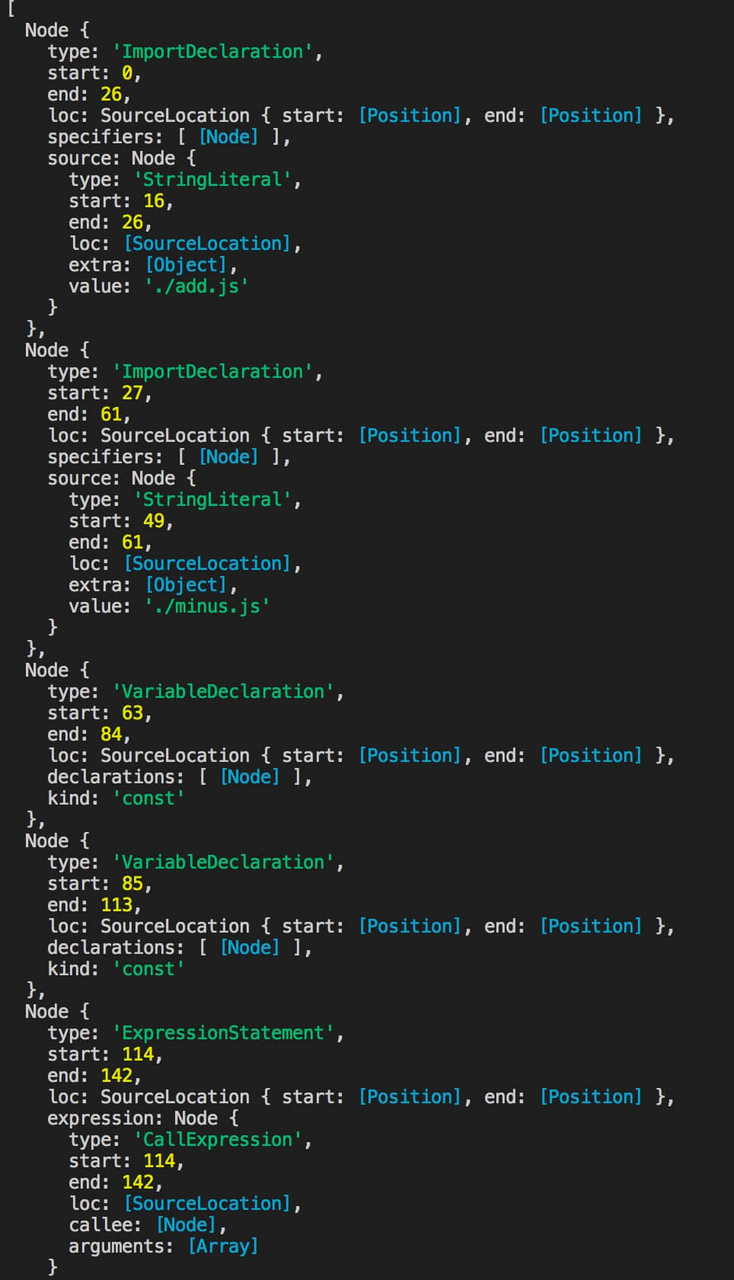 [
  Node {
    type: 'ImportDeclaration',
    start: 0,
    end: 26,
    loc: SourceLocation { start: [Position], end: [Position] },
    specifiers: [ [Node] ],
    source: Node {
      type: 'StringLiteral',
      start: 16,
      end: 26,
      loc: [SourceLocation],
      extra: [Object],
      value: './add.js'
    }
  },
  Node {
    type: 'ImportDeclaration',
    start: 27,
    end: 61,
    loc: SourceLocation { start: [Position], end: [Position] },
    specifiers: [ [Node] ],
    source: Node {
      type: 'StringLiteral',
      start: 49,
      end: 61,
      loc: [SourceLocation],
      extra: [Object],
      value: './minus.js'
    }
  },
  Node {
    type: 'VariableDeclaration',
    start: 63,
    end: 84,
    loc: SourceLocation { start: [Position], end: [Position] },
    declarations: [ [Node] ],
    kind: 'const'
  },
  Node {
    type: 'VariableDeclaration',
    start: 85,
    end: 113,
    loc: SourceLocation { start: [Position], end: [Position] },
    declarations: [ [Node] ],
    kind: 'const'
  },
  Node {
    type: 'ExpressionStatement',
    start: 114,
    end: 142,
    loc: SourceLocation { start: [Position], end: [Position] },
    expression: Node {
      type: 'CallExpression',
      start: 114,
      end: 142,
      loc: [SourceLocation],
      callee: [Node],
      arguments: [Array]
    }